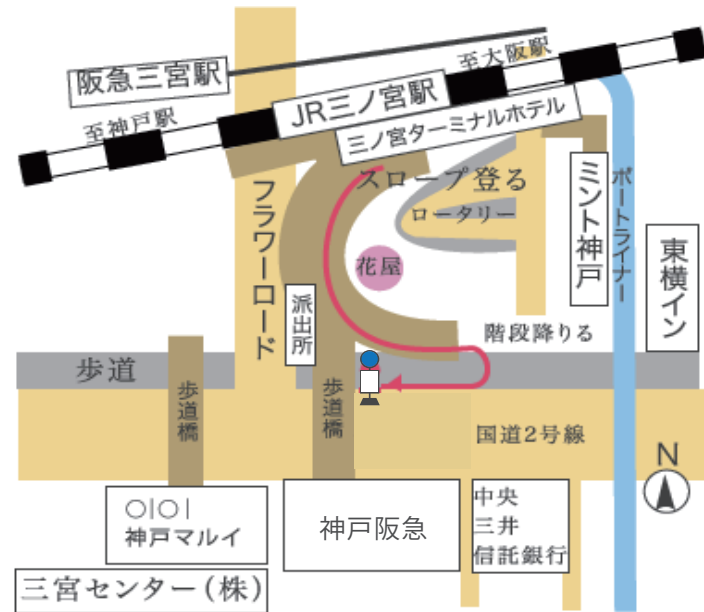 阪急三宮駅
至大阪駅
JR三ノ宮駅
至神戸駅
三ノ宮ターミナルホテル
スロープ登る
ロータリー
フラワーロード
花屋
ミント神戸
ポートライナー
東横イン
派出所
階段降りる
歩道
歩道橋
歩道橋
国道2号線
N
○|○|
神戸マルイ
神戸阪急
中央
三井
信託銀行
三宮センター(株)